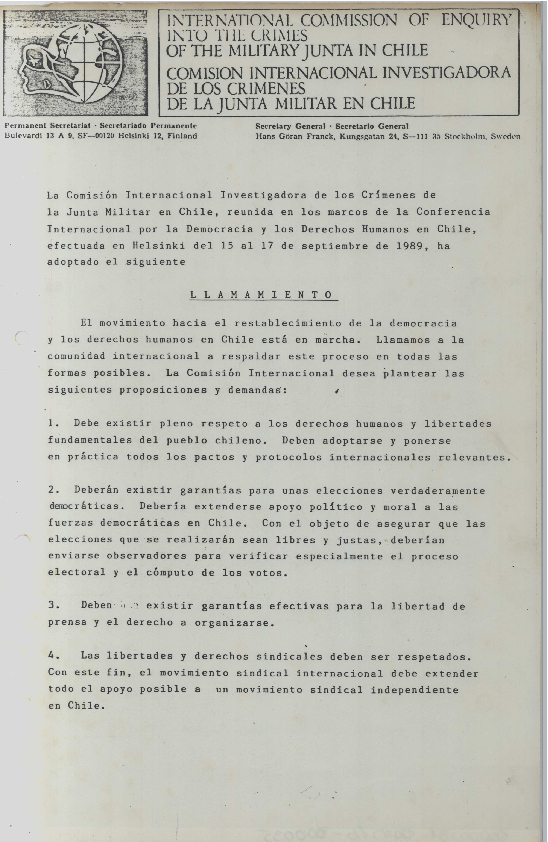 INTERNATIONAL COMMISSION OF ENQUIRY
INTO THE CRIMES
OF THE MILITARY JUNTA IN CHILE
COMISION INTERNACIONAL INVESTIGADORA
DE LOS CRIMENES
DE LA JUNTA MILITAR EN CHILE
Permanent Secretariat · Secretariado Permanente
Bulevardi 13 A 9, SF—00120 Helsinki 12, Finland
Secretary General · Secretario General
Hans Göran Franck, Kungsgatan 24, S—111 35 Stockholm, Sweden
La Comisión Internacional Investigadora de los Crímenes de
la Junta Militar en Chile, reunida en los marcos de la Conferencia
Internacional por la Democracia y los Derechos Humanos en Chile,
efectuada en Helsinki del 15 al 17 de septiembre de 1989, ha
adoptado el siguiente
L L A M A M I E N T O
El movimiento hacia el restablecimiento de la democracia
y los derechos humanos en Chile está en marcha. Llamamos a la
comunidad internacional a respaldar este proceso en todas las
formas posibles. La Comisión Internacional desea plantear las
siguientes proposiciones y demandas:
1. Debe existir pleno respeto a los derechos humanos y libertades
fundamentales del pueblo chileno. Deben adoptarse y ponerse
en práctica todos los pactos y protocolos internacionales relevantes.
2. Deberán existir garantías para unas elecciones verdaderamente
democráticas. Debería extenderse apoyo político y moral a las
fuerzas democráticas en Chile. Con el objeto de asegurar que las
elecciones que se realizarán sean libres y justas, deberían
enviarse observadores para verificar especialmente el proceso
electoral y el cómputo de los votos.
3. Deben existir garantías efectivas para la libertad de
prensa y el derecho a organizarse.
4. Las libertades y derechos sindicales deben ser respetados.
Con este fin, el movimiento sindical internacional debe extender
todo el apoyo posible a un movimiento sindical independiente
en Chile.